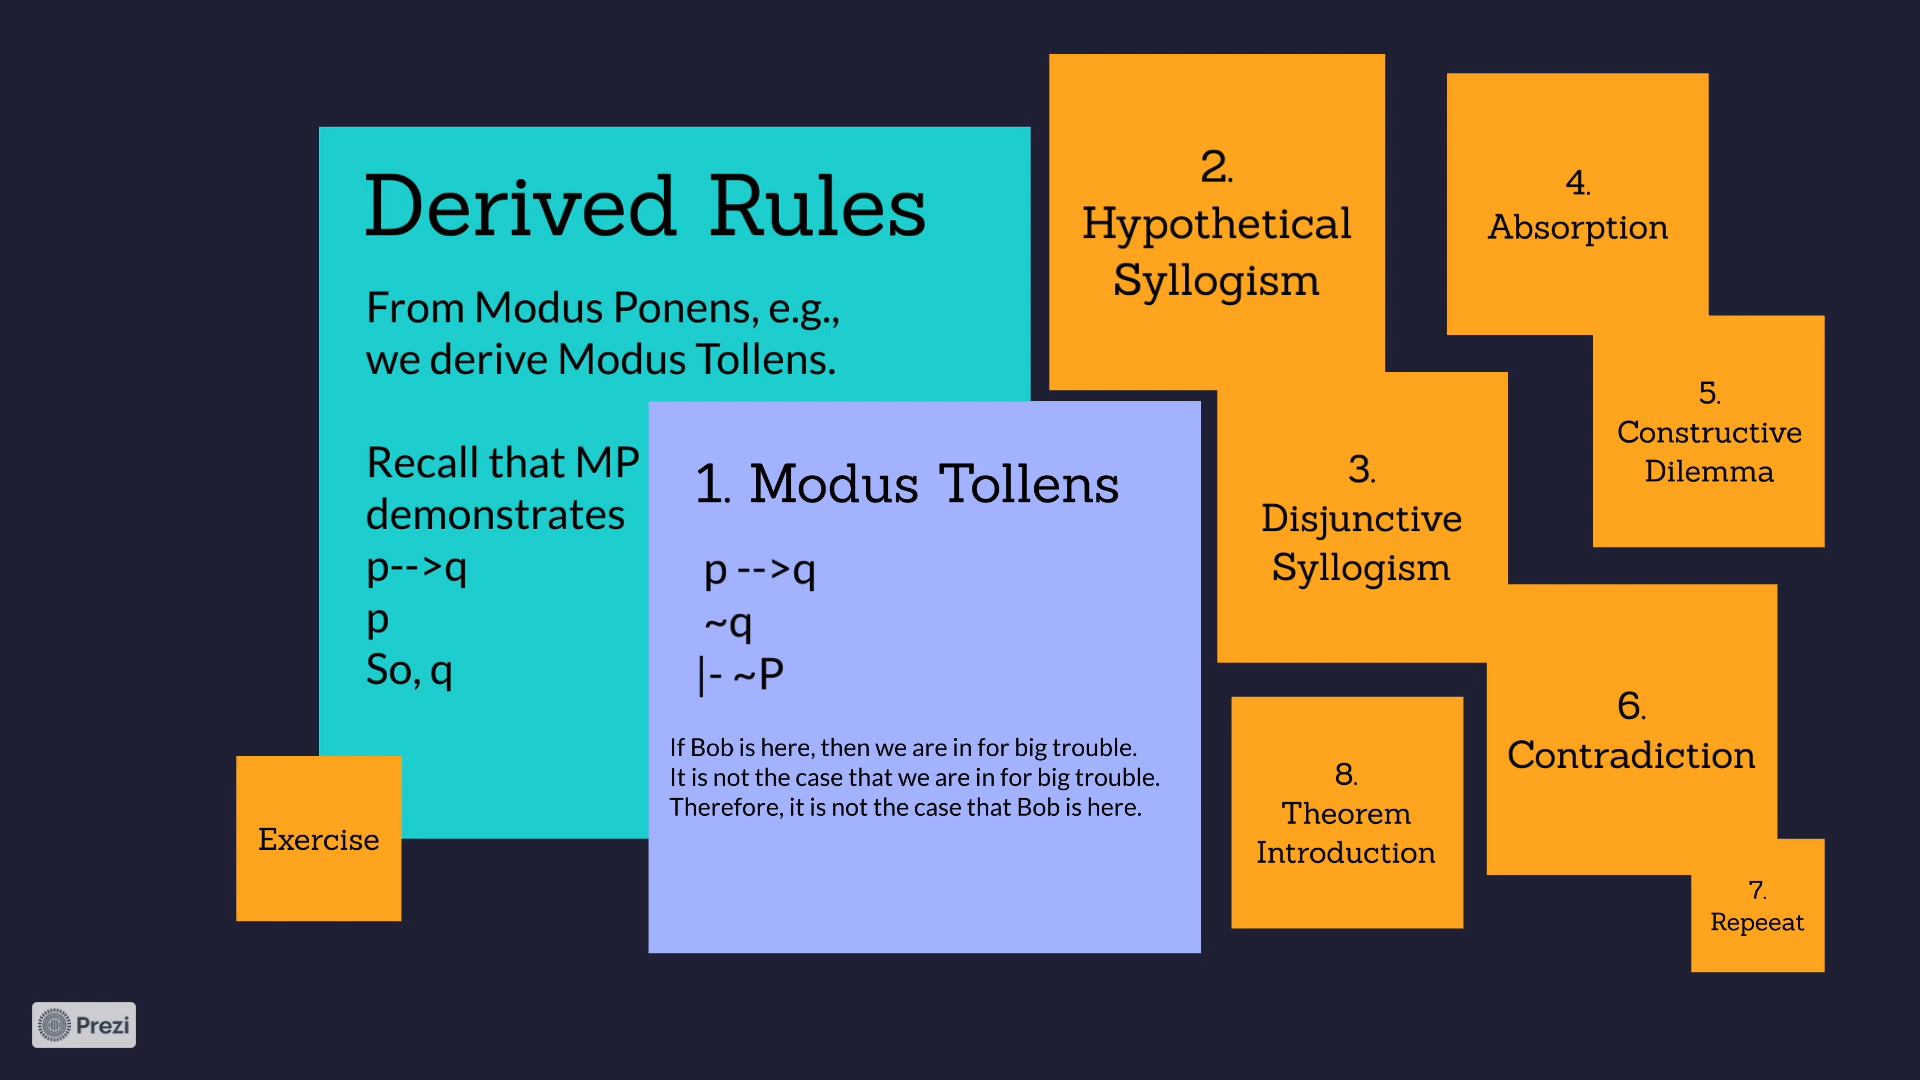 Derived Rules
From Modus Ponens, e.g.,
we derive Modus Tollens.
Recall that MP
demonstrates
p-->q
p
So, q
Exercise
1. Modus Tollens
p -->q
~q
|- ~P
If Bob is here, then we are in for big trouble.
It is not the case that we are in for big trouble.
Therefore, it is not the case that Bob is here.
2.
Hypothetical
Syllogism
3.
Disjunctive
Syllogism
4.
Absorption
5.
Constructive
Dilemma
6.
Contradiction
7.
Repeeat
8.
Theorem
Introduction
Prezi